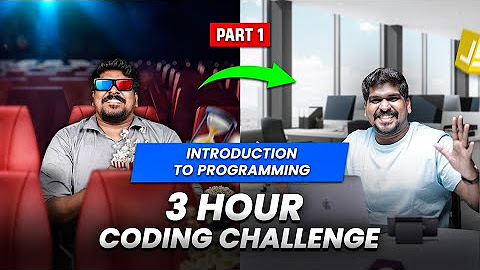 PART 1
INTRODUCTION
TO PROGRAMMING
3 HOUR
CODING CHALLENGE